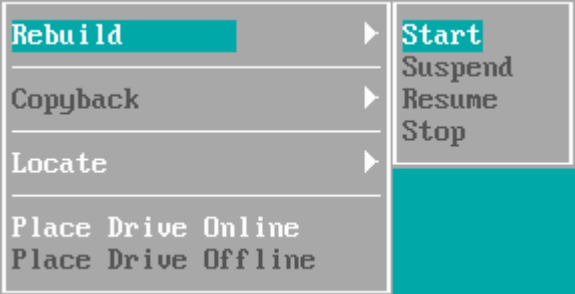 Rebuild
Copyback
Locate
Place Drive Online
Place Drive Offline
Start
Suspend
Resume
Stop